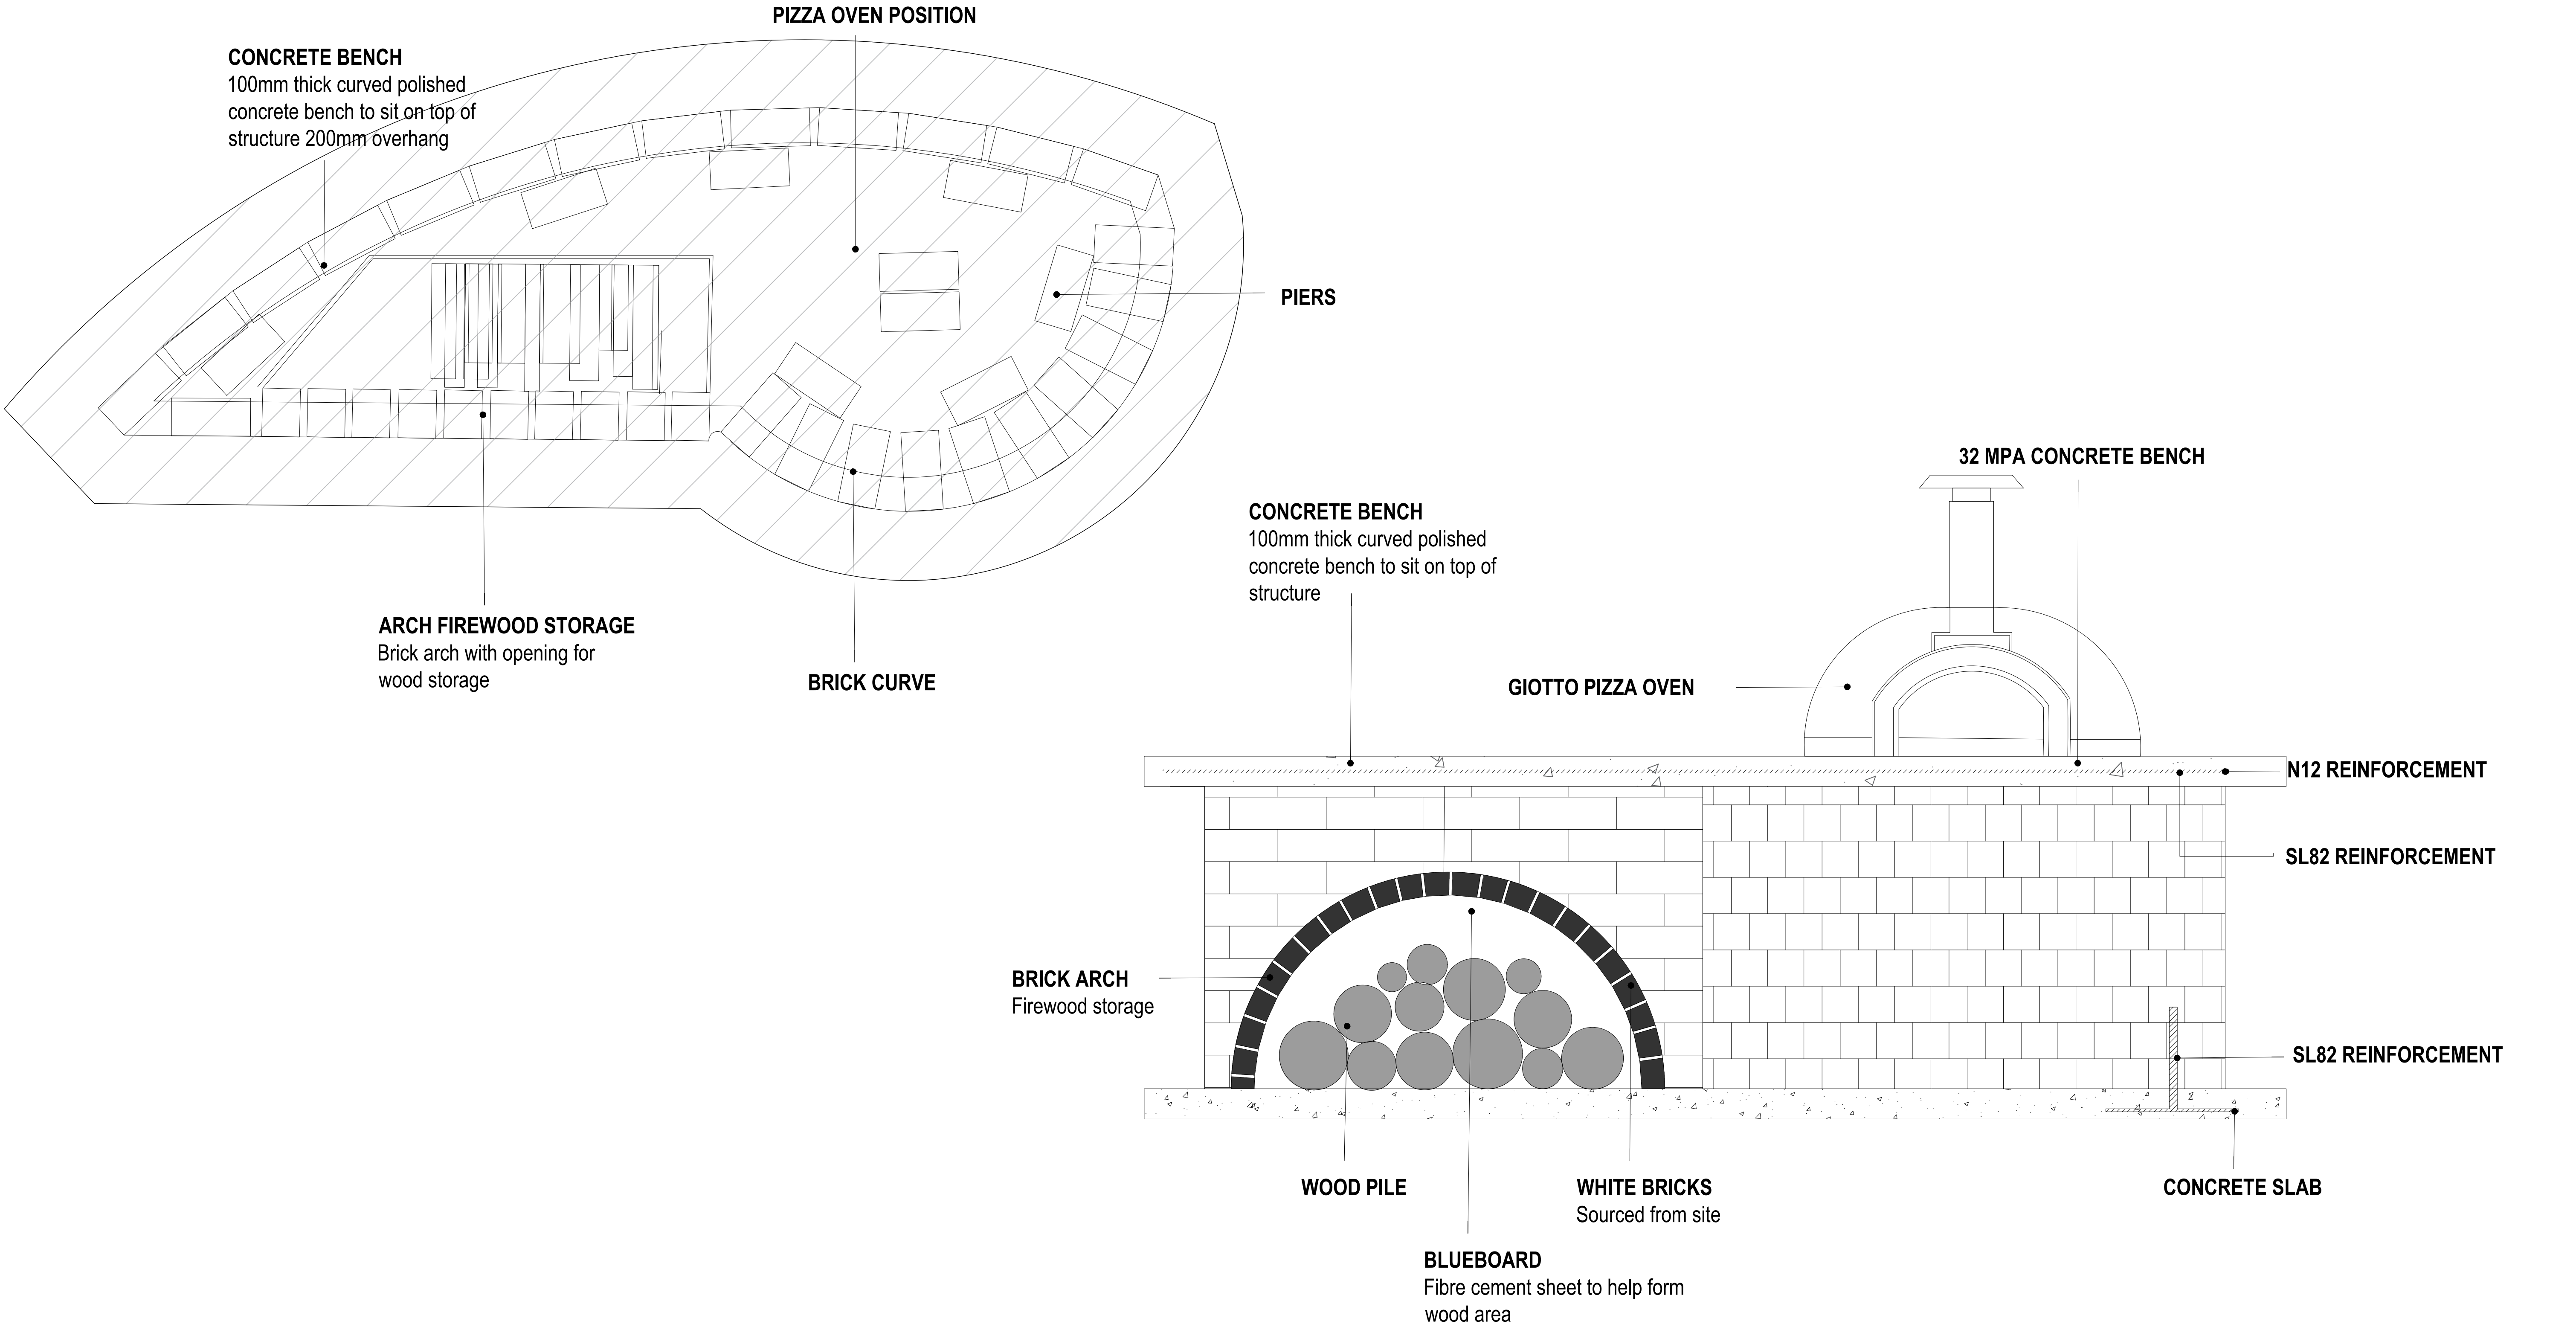 PIZZA OVEN POSITION
CONCRETE BENCH
100mm thick curved polished
concrete bench to sit on top of
structure 200mm overhang
PIERS
ARCH FIREWOOD STORAGE
Brick arch with opening for
wood storage
BRICK CURVE
32 MPA CONCRETE BENCH
CONCRETE BENCH
100mm thick curved polished
concrete bench to sit on top of
structure
GIOTTO PIZZA OVEN
N12 REINFORCEMENT
SL82 REINFORCEMENT
BRICK ARCH
Firewood storage
SL82 REINFORCEMENT
WOOD PILE
WHITE BRICKS
Sourced from site
CONCRETE SLAB
BLUEBOARD
Fibre cement sheet to help form
wood area